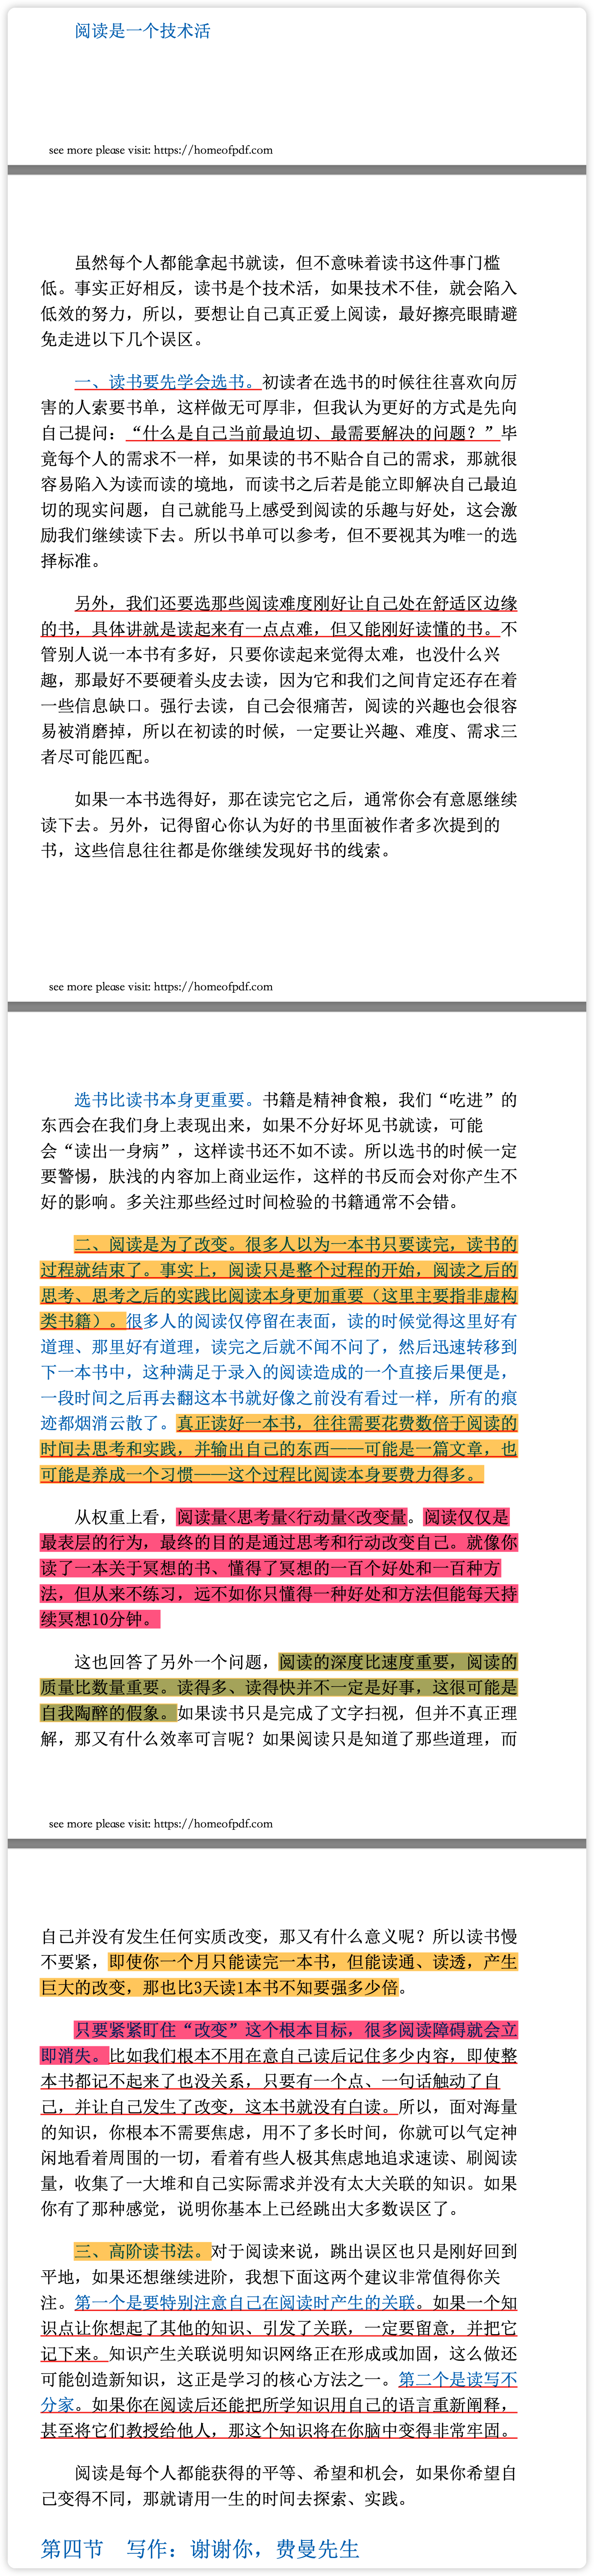 阅读是一个技术活
see more please visit: https://homeofpdf.com
虽然每个人都能拿起书就读，但不意味着读书这件事门槛
低。事实正好相反，读书是个技术活，如果技术不佳，就会陷入
低效的努力，所以，要想让自己真正爱上阅读，最好擦亮眼睛避
免走进以下几个误区。
一、读书要先学会选书。初读者在选书的时候往往喜欢向厉
害的人索要书单，这样做无可厚非，但我认为更好的方式是先向
自己提问：“什么是自己当前最迫切、最需要解决的问题？”毕
竟每个人的需求不一样，如果读的书不贴合自己的需求，那就很
容易陷入为读而读的境地，而读书之后若是能立即解决自己最迫
切的现实问题，自己就能马上感受到阅读的乐趣与好处，这会激
励我们继续读下去。所以书单可以参考，但不要视其为唯一的选
择标准。
另外，我们还要选那些阅读难度刚好让自己处在舒适区边缘
的书，具体讲就是读起来有一点点难，但又能刚好读懂的书。不
管别人说一本书有多好，只要你读起来觉得太难，也没什么兴
趣，那最好不要硬着头皮去读，因为它和我们之间肯定还存在着
一些信息缺口。强行去读，自己会很痛苦，阅读的兴趣也会很容
易被消磨掉，所以在初读的时候，一定要让兴趣、难度、需求三
者尽可能匹配。
如果一本书选得好，那在读完它之后，通常你会有意愿继续
读下去。另外，记得留心你认为好的书里面被作者多次提到的
书，这些信息往往都是你继续发现好书的线索。
see more please visit: https://homeofpdf.com
选书比读书本身更重要。书籍是精神食粮，我们“吃进”的
东西会在我们身上表现出来，如果不分好坏见书就读，可能
会“读出一身病”，这样读书还不如不读。所以选书的时候一定
要警惕，肤浅的内容加上商业运作，这样的书反而会对你产生不
好的影响。多关注那些经过时间检验的书籍通常不会错。
二、阅读是为了改变。很多人以为一本书只要读完，读书的
过程就结束了。事实上，阅读只是整个过程的开始，阅读之后的
思考、思考之后的实践比阅读本身更加重要（这里主要指非虚构
类书籍）。很多人的阅读仅停留在表面，读的时候觉得这里好有
道理、那里好有道理，读完之后就不闻不问了，然后迅速转移到
下一本书中，这种满足于录入的阅读造成的一个直接后果便是，
一段时间之后再去翻这本书就好像之前没有看过一样，所有的痕
迹都烟消云散了。真正读好一本书，往往需要花费数倍于阅读的
时间去思考和实践，并输出自己的东西——可能是一篇文章，也
可能是养成一个习惯——这个过程比阅读本身要费力得多。
从权重上看，阅读量<思考量<行动量<改变量。阅读仅仅是
最表层的行为，最终的目的是通过思考和行动改变自己。就像你
读了一本关于冥想的书、懂得了冥想的一百个好处和一百种方
法，但从来不练习，远不如你只懂得一种好处和方法但能每天持
续冥想10分钟。
这也回答了另外一个问题，阅读的深度比速度重要，阅读的
质量比数量重要。读得多、读得快并不一定是好事，这很可能是
自我陶醉的假象。如果读书只是完成了文字扫视，但并不真正理
解，那又有什么效率可言呢？如果阅读只是知道了那些道理，而
see more please visit: https://homeofpdf.com
自己并没有发生任何实质改变，那又有什么意义呢？所以读书慢
不要紧，即使你一个月只能读完一本书，但能读通、读透，产生
巨大的改变，那也比3天读1本书不知要强多少倍。
只要紧紧盯住“改变”这个根本目标，很多阅读障碍就会立
即消失。比如我们根本不用在意自己读后记住多少内容，即使整
本书都记不起来了也没关系，只要有一个点、一句话触动了自
己，并让自己发生了改变，这本书就没有白读。所以，面对海量
的知识，你根本不需要焦虑，用不了多长时间，你就可以气定神
闲地看着周围的一切，看着有些人极其焦虑地追求速读、刷阅读
量，收集了一大堆和自己实际需求并没有太大关联的知识。如果
你有了那种感觉，说明你基本上已经跳出大多数误区了。
三、高阶读书法。对于阅读来说，跳出误区也只是刚好回到
平地，如果还想继续进阶，我想下面这两个建议非常值得你关
注。第一个是要特别注意自己在阅读时产生的关联。如果一个知
识点让你想起了其他的知识、引发了关联，一定要留意，并把它
记下来。知识产生关联说明知识网络正在形成或加固，这么做还
可能创造新知识，这正是学习的核心方法之一。第二个是读写不
分家。如果你在阅读后还能把所学知识用自己的语言重新阐释，
甚至将它们教授给他人，那这个知识将在你脑中变得非常牢固。
阅读是每个人都能获得的平等、希望和机会，如果你希望自
己变得不同，那就请用一生的时间去探索、实践。
第四节　写作：谢谢你，费曼先生